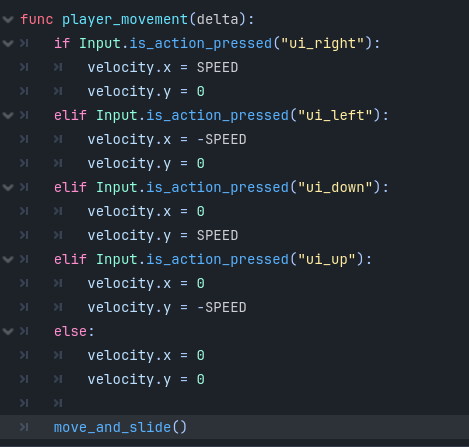 func player_movement(delta):
	if Input.is_action_pressed("ui_right"):
		velocity.x = SPEED
		velocity.y = 0
	elif Input.is_action_pressed("ui_left"):
		velocity.x = -SPEED
		velocity.y = 0
	elif Input.is_action_pressed("ui_down"):
		velocity.x = 0
		velocity.y = SPEED
	elif Input.is_action_pressed("ui_up"):
		velocity.x = 0
		velocity.y = -SPEED
	else:
		velocity.x = 0
		velocity.y = 0
	move_and_slide()